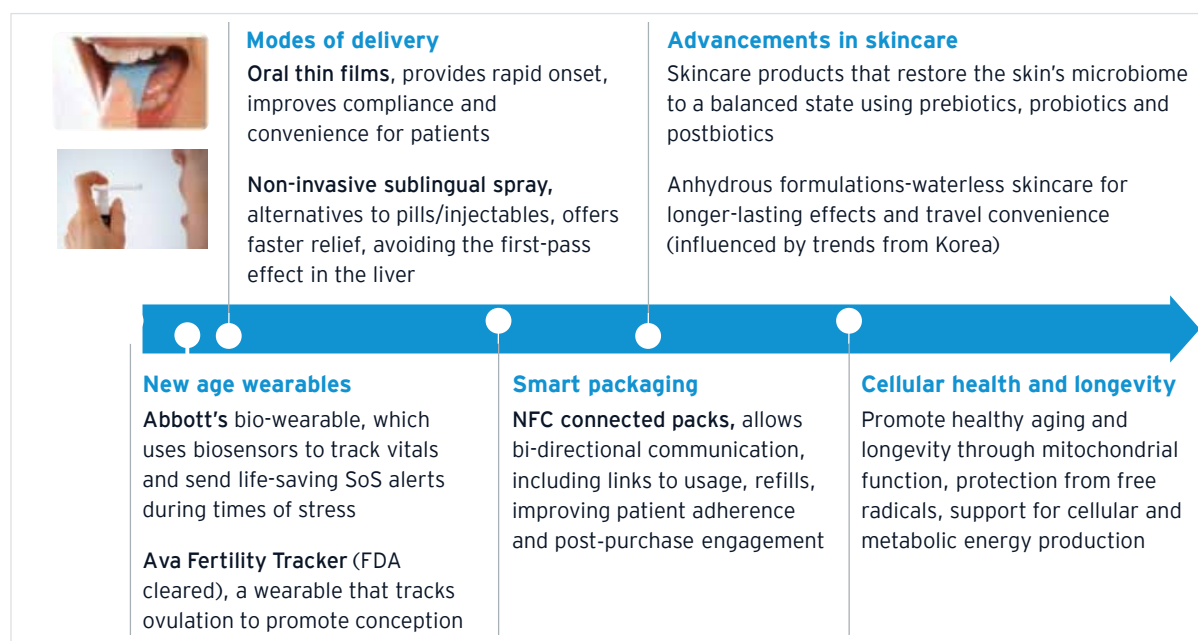 Modes of delivery
Oral thin films, provides rapid onset,
improves compliance and
convenience for patients
Non-invasive sublingual spray,
alternatives to pills/injectables, offers
faster relief, avoiding the first-pass
effect in the liver
Advancements in skincare
Skincare products that restore the skin's microbiome
to a balanced state using prebiotics, probiotics and
postbiotics
Anhydrous formulations-waterless skincare for
longer-lasting effects and travel convenience
(influenced by trends from Korea)
New age wearables
Abbott's bio-wearable, which
uses biosensors to track vitals
and send life-saving SoS alerts
during times of stress
Ava Fertility Tracker (FDA
cleared), a wearable that tracks
ovulation to promote conception
Smart packaging
NFC connected packs, allows
bi-directional communication,
including links to usage, refills,
improving patient adherence
and post-purchase engagement
Cellular health and longevity
Promote healthy aging and
longevity through mitochondrial
function, protection from free
radicals, support for cellular and
metabolic energy production